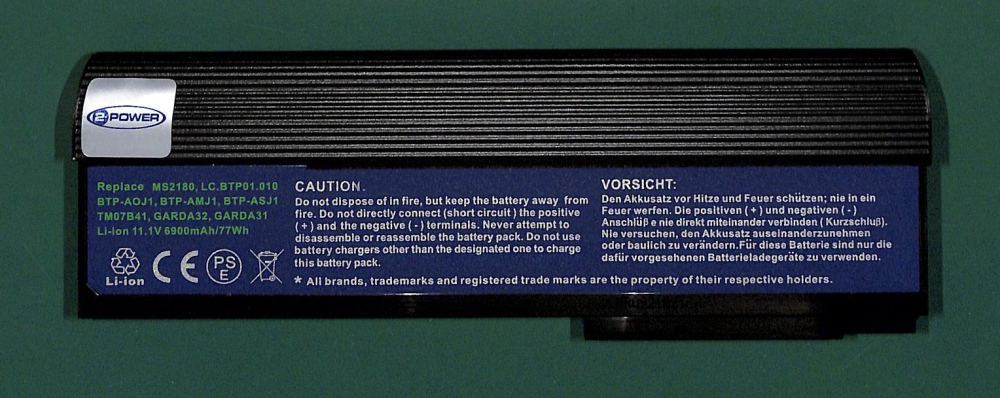 2-POWER
Replace MS2180, LC.BTP01.010
BTP-AOJ1, BTP-AMJ1, BTP-ASJ1
TM07B41, GARDA32, GARDA31
Li-ion 11.1V 6900mAh/77Wh
Li-ion
CE
PS
E
CAUTION.
Do not dispose of in fire, but keep the battery away from
fire. Do not directly connect (short circuit ) the positive
( + ) and the negative ( - ) terminals. Never attempt to
disassemble or reassemble the battery pack. Do not use
battery chargers other than the designated one to charge
this battery pack.
VORSICHT:
Den Akkusatz vor Hitze und Feuer schützen; nie in ein
Feuer werfen. Die positiven ( + ) und negativen ( - )
Anschlüße nie direkt miteinander verbinden ( Kurzschluß).
Nie versuchen, den Akkusatz auseinanderzunehmen
oder baulich zu verändern.Für diese Batterie sind nur die
dafür vorgesehenen Batterieladegeräte zu verwenden.
* All brands, trademarks and registered trade marks are the property of their respective holders.